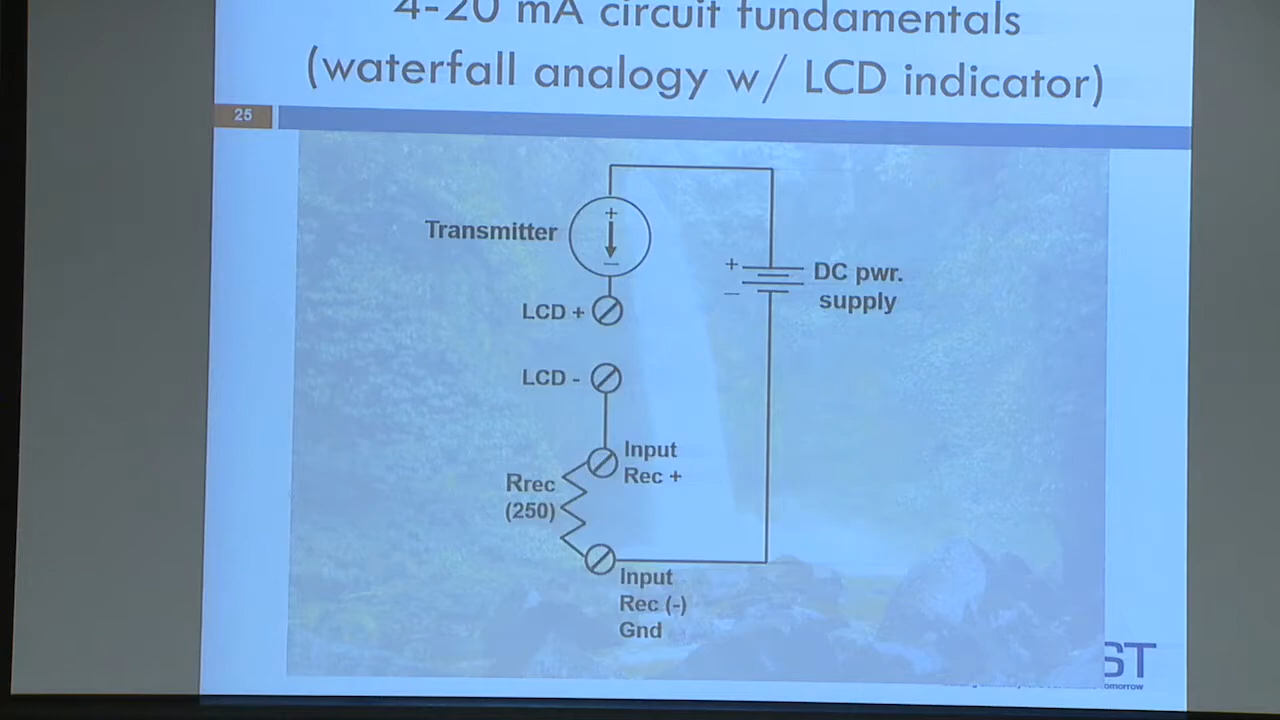 4-20 mA circuit fundamentals
(waterfall analogy w/ LCD indicator)
25
Transmitter
+
−
LCD +
LCD -
+
−
DC pwr.
supply
Input
Rec +
Rrec
(250)
Input
Rec (-)
Gnd
ST